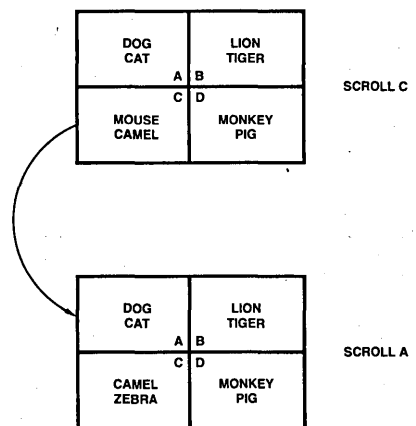 DOG LION
CAT TIGER
A B
SCROLL C
C D
MOUSE MONKEY
CAMEL PIG
DOG LION
CAT TIGER
A B
SCROLL A
C D
CAMEL MONKEY
ZEBRA PIG